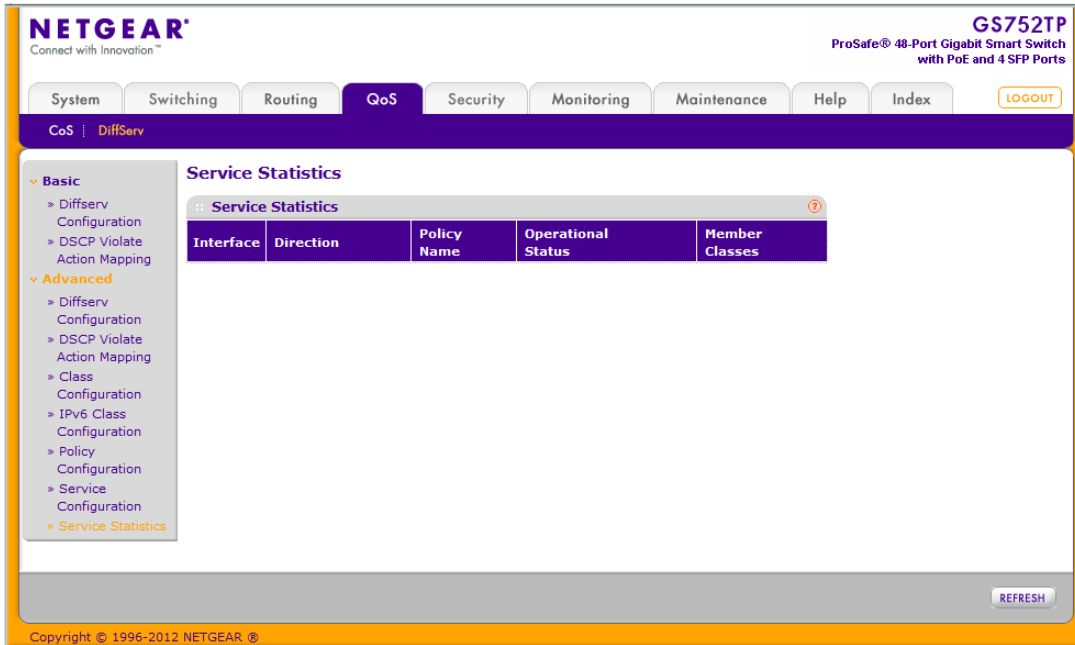 NETGEAR®
Connect with Innovation™
GS752TP
ProSafe® 48-Port Gigabit Smart Switch
with PoE and 4 SFP Ports
System Switching Routing QoS Security Monitoring Maintenance Help Index LOGOUT
CoS | DiffServ
Basic
» Diffserv
Configuration
» DSCP Violate
Action Mapping
Advanced
» Diffserv
Configuration
» DSCP Violate
Action Mapping
» Class
Configuration
» IPv6 Class
Configuration
» Policy
Configuration
» Service
Configuration
» Service Statistics
Service Statistics
Service Statistics ?
Interface Direction Policy Name Operational Status Member Classes
REFRESH
Copyright © 1996-2012 NETGEAR ®